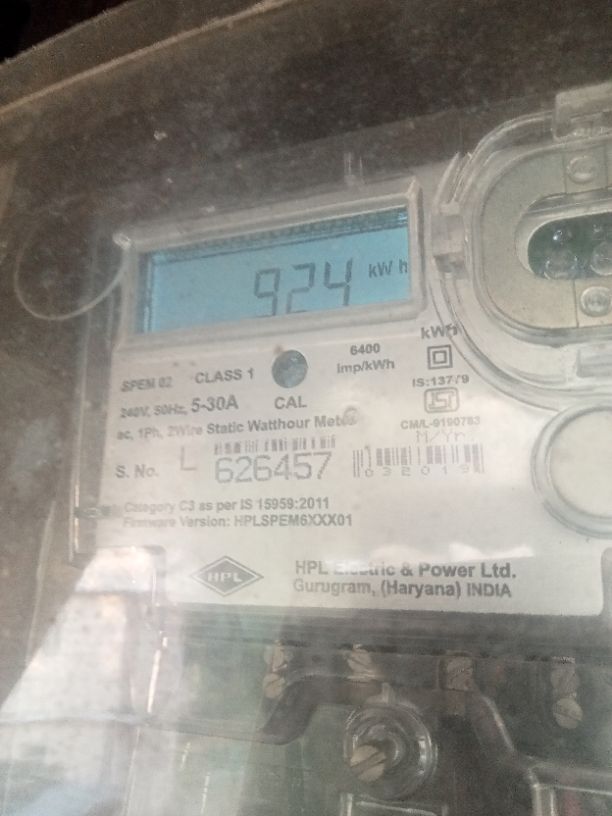 924 kWh
kWh
6400
imp/kWh
SPEM 02 CLASS 1
CAL
IS:13779
240V, 50Hz, 5-30A
CM/L-9190783
ac, 1Ph, 2Wire Static Watthour Meter
M/Yr.
S. No. L 626457
032019
Category C3 as per IS 15959:2011
Firmware Version: HPLSPEM6XXX01
HPL
HPL Electric & Power Ltd.
Gurugram, (Haryana) INDIA